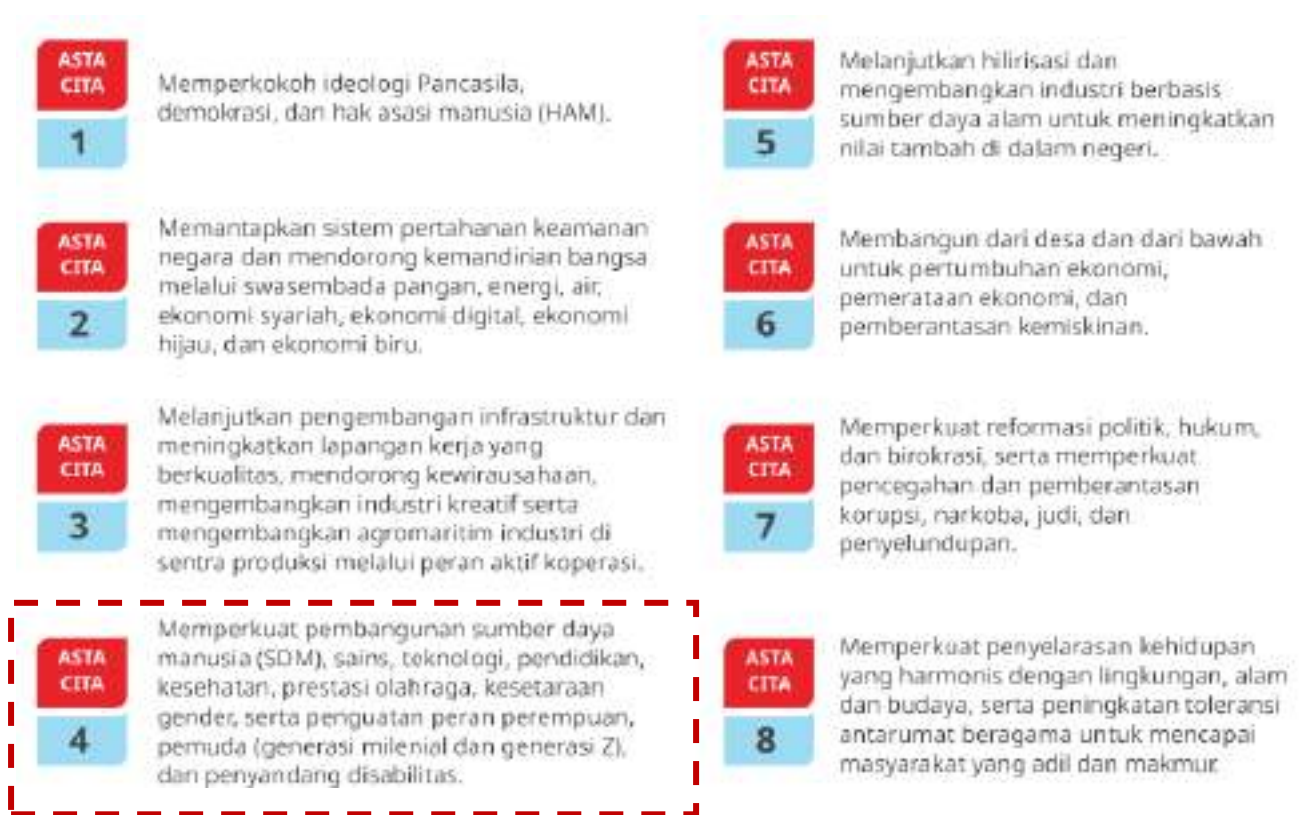 ASTA
CITA
1
Memperkokoh ideologi Pancasila,
demokrasi, dan hak asasi manusia (HAM).
ASTA
CITA
2
Memantapkan sistem pertahanan keamanan
negara dan mendorong kemandirian bangsa
melalui swasembada pangan, energi, air,
ekonomi syariah, ekonomi digital, ekonomi
hijau, dan ekonomi biru.
ASTA
CITA
3
Melanjutkan pengembangan infrastruktur dan
meningkatkan lapangan kerja yang
berkualitas, mendorong kewirausahaan,
mengembangkan industri kreatif serta
mengembangkan agromaritim industri di
sentra produksi melalui peran aktif koperasi.
ASTA
CITA
4
Memperkuat pembangunan sumber daya
manusia (SDM), sains, teknologi, pendidikan,
kesehatan, prestasi olahraga, kesetaraan
gender, serta penguatan peran perempuan,
pemuda (generasi milenial dan generasi Z),
dan penyandang disabilitas.
ASTA
CITA
5
Melanjutkan hilirisasi dan
mengembangkan industri berbasis
sumber daya alam untuk meningkatkan
nilai tambah di dalam negeri.
ASTA
CITA
6
Membangun dari desa dan dari bawah
untuk pertumbuhan ekonomi,
pemerataan ekonomi, dan
pemberantasan kemiskinan.
ASTA
CITA
7
Memperkuat reformasi politik, hukum,
dan birokrasi, serta memperkuat
pencegahan dan pemberantasan
korupsi, narkoba, judi, dan
penyelundupan.
ASTA
CITA
8
Memperkuat penyelarasan kehidupan
yang harmonis dengan lingkungan, alam
dan budaya, serta peningkatan toleransi
antarumat beragama untuk mencapai
masyarakat yang adil dan makmur.